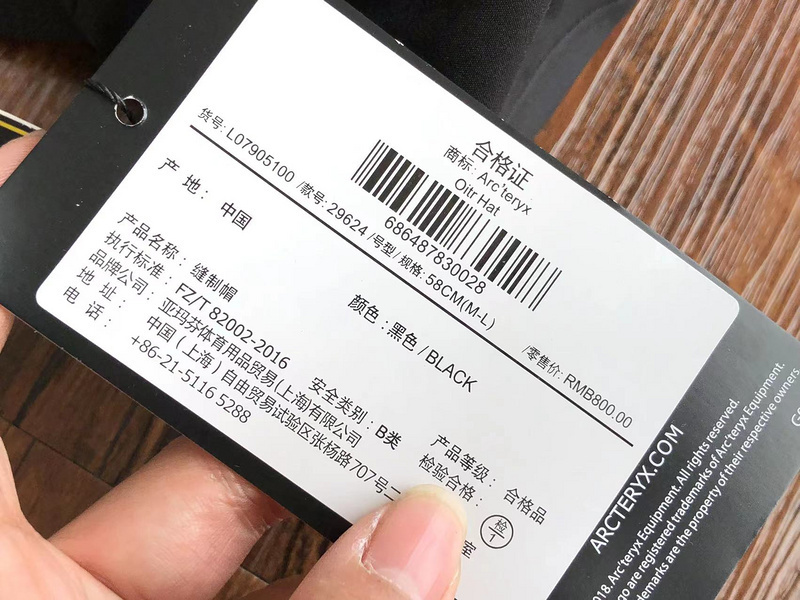 合格证
商标：Arc'teryx
Oitr Hat
686487830028
货号: L07905100 /款号: 29624 /号型/规格: 58CM(M-L) /零售价: RMB800.00
产 地： 中国
颜色：黑色 / BLACK
产品名称： 缝制帽
执行标准： FZ/T 82002-2016 安全类别：B类 产品等级： 合格品
品牌公司： 亚玛芬体育用品贸易(上海)有限公司 检验合格： 检 1
地 址： 中国（上海）自由贸易试验区张杨路707号二 室
电 话： +86-21-5116 5288
ARCTERYX.COM
018. Arc'teryx Equipment. All rights reserved.
go are registered trademarks of Arc'teryx Equipment.
demarks are the property of their respective owners.